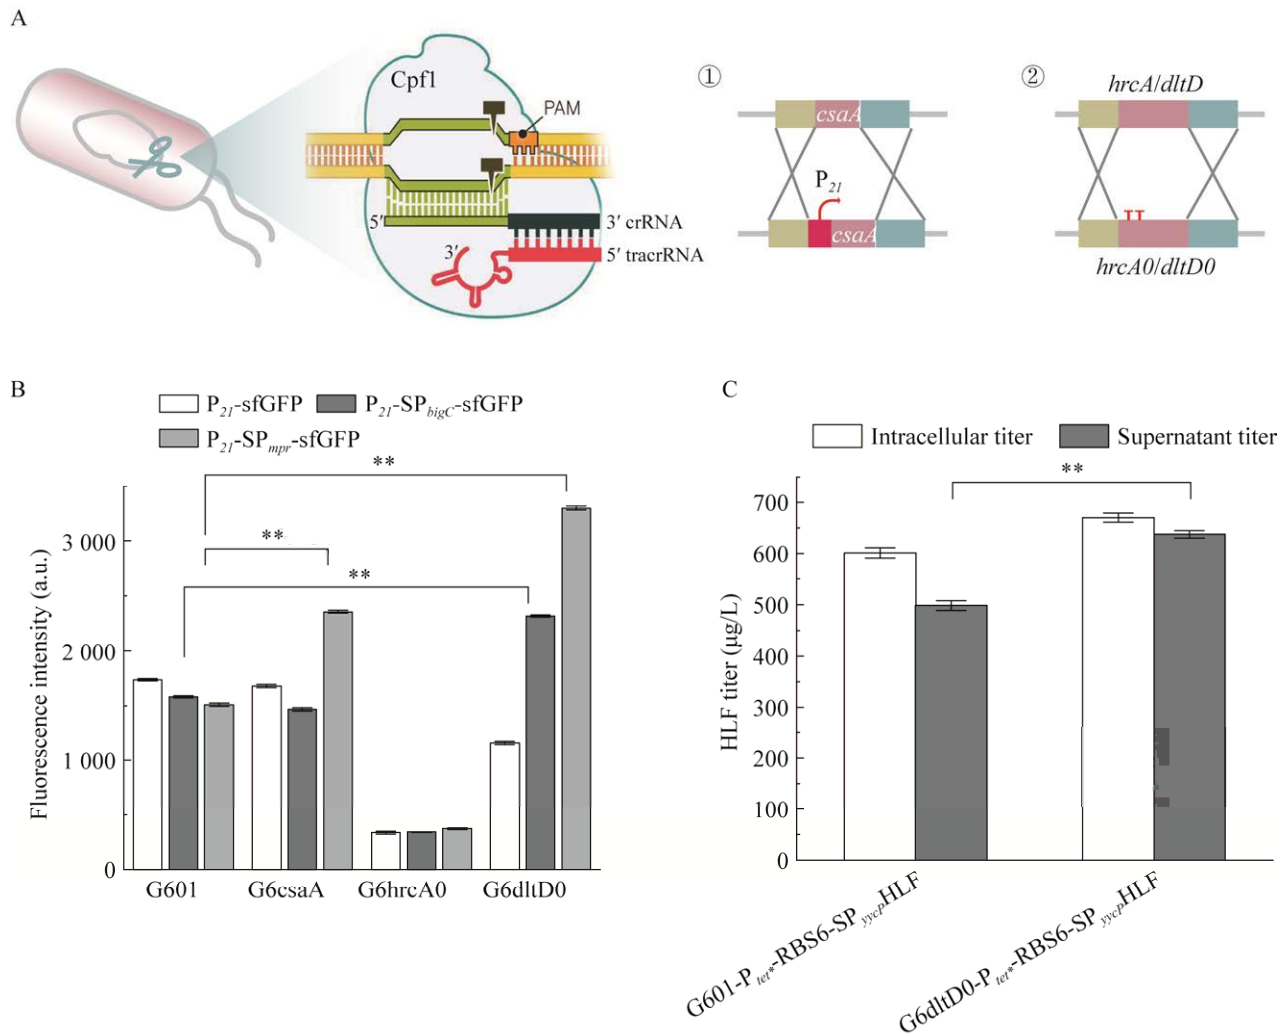 A
Cpf1
PAM
5′
3′ crRNA
3′
5′ tracrRNA
①
csaA
P21
csaA
②
hrcA/dltD
hrcA0/dltD0
B
P21-sfGFP
P21-SPbigC-sfGFP
P21-SPmpr-sfGFP
**
**
**
Fluorescence intensity (a.u.)
3 000
2 000
1 000
0
G601
G6csaA
G6hrcA0
G6dltD0
C
Intracellular titer
Supernatant titer
**
HLF titer (µg/L)
700
600
500
400
300
200
100
0
G601-Ptet*-RBS6-SPyycPHLF
G6dltD0-Ptet*-RBS6-SPyycPHLF